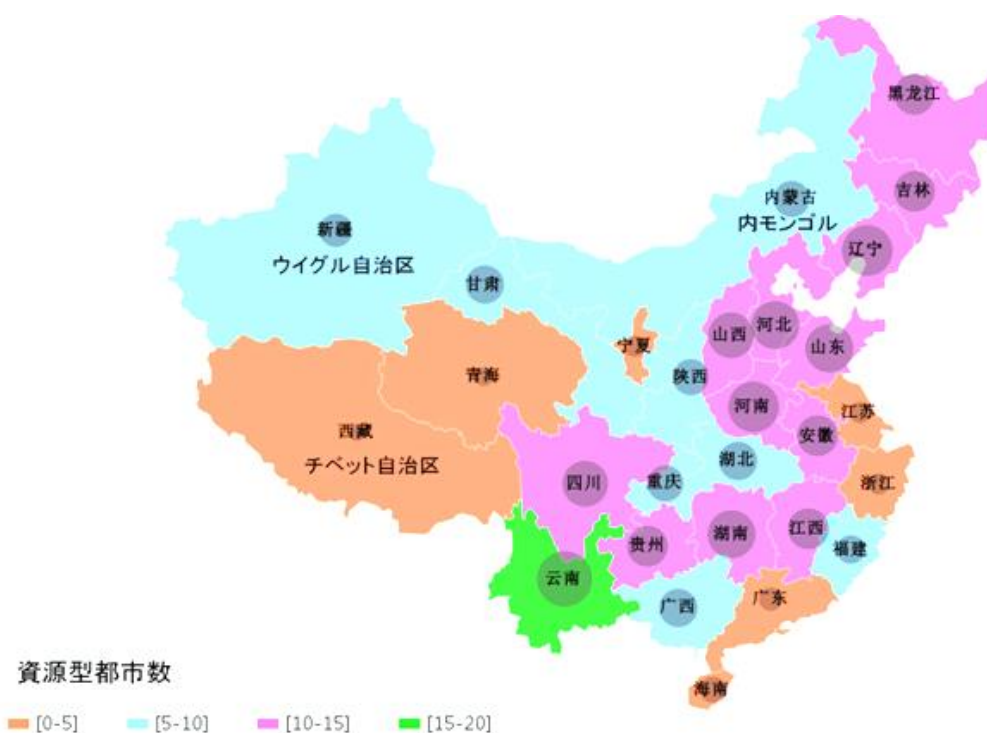 黑龙江
吉林
内蒙古
内モンゴル
辽宁
新疆
ウイグル自治区
甘肃
山西
河北
山东
宁夏
青海
陕西
河南
江苏
西藏
チベット自治区
安徽
湖北
四川
重庆
浙江
贵州
湖南
江西
福建
云南
广西
广东
海南
資源型都市数
[0-5] [5-10] [10-15] [15-20]